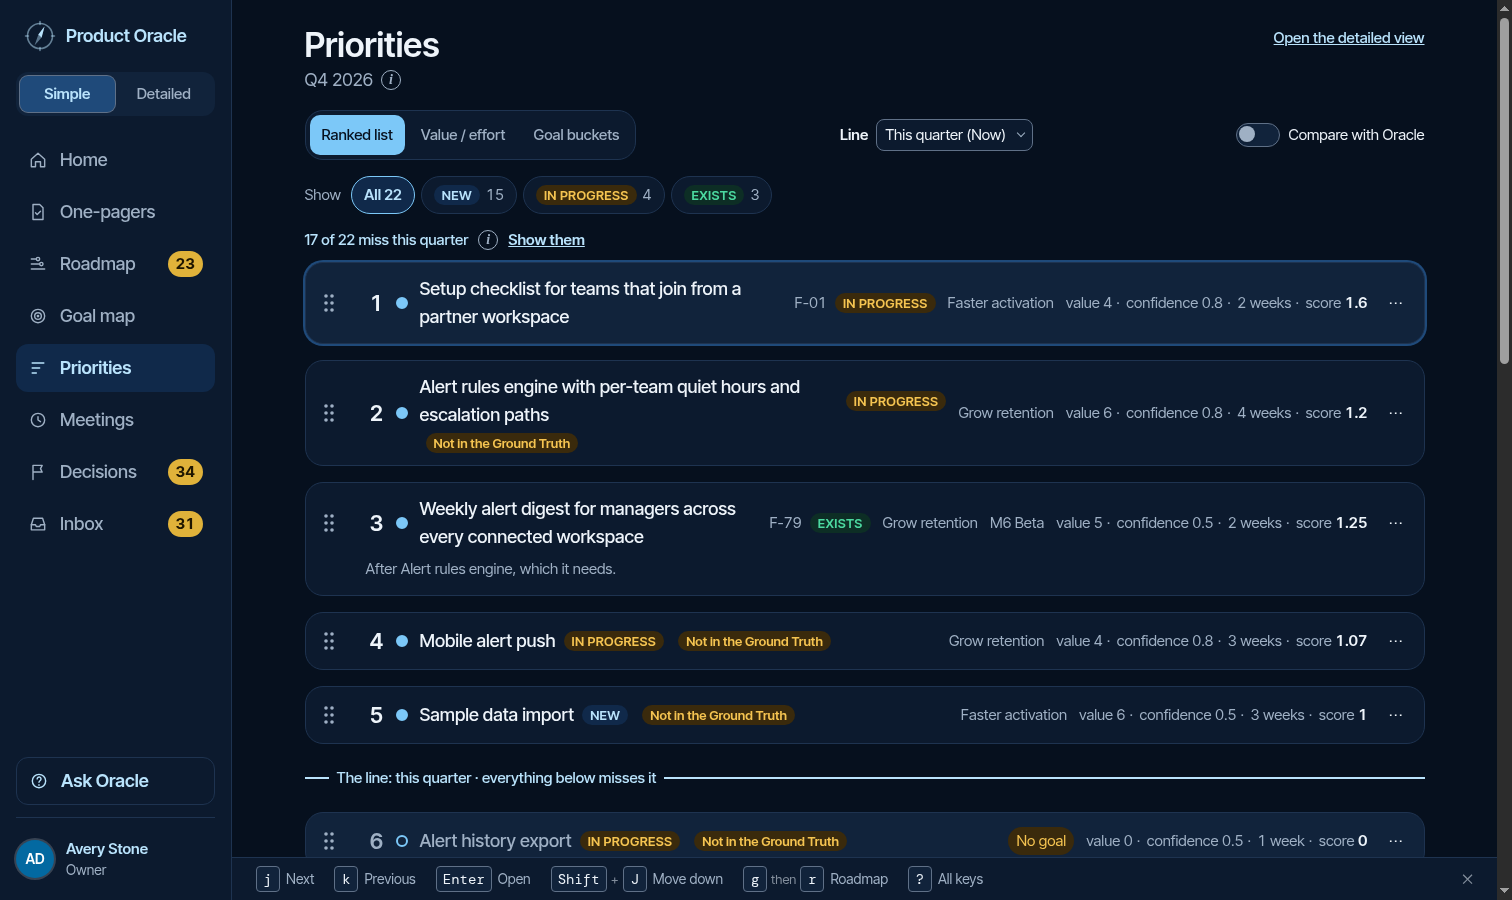 Product Oracle
Simple
Detailed
Home
One-pagers
Roadmap 23
Goal map
Priorities
Meetings
Decisions 34
Inbox 31
Ask Oracle
AD
Avery Stone
Owner
Priorities
Open the detailed view
Q4 2026 i
Ranked list
Value / effort
Goal buckets
Line This quarter (Now)
Compare with Oracle
Show All 22 NEW 15 IN PROGRESS 4 EXISTS 3
17 of 22 miss this quarter i Show them
1 Setup checklist for teams that join from a
partner workspace
F-01 IN PROGRESS Faster activation value 4 · confidence 0.8 · 2 weeks · score 1.6 ···
2 Alert rules engine with per-team quiet hours and
escalation paths
Not in the Ground Truth
IN PROGRESS Grow retention value 6 · confidence 0.8 · 4 weeks · score 1.2 ···
3 Weekly alert digest for managers across
every connected workspace
F-79 EXISTS Grow retention M6 Beta value 5 · confidence 0.5 · 2 weeks · score 1.25 ···
After Alert rules engine, which it needs.
4 Mobile alert push IN PROGRESS Not in the Ground Truth Grow retention value 4 · confidence 0.8 · 3 weeks · score 1.07 ···
5 Sample data import NEW Not in the Ground Truth Faster activation value 6 · confidence 0.5 · 3 weeks · score 1 ···
The line: this quarter · everything below misses it
6 Alert history export IN PROGRESS Not in the Ground Truth No goal value 0 · confidence 0.5 · 1 week · score 0 ···
j Next k Previous Enter Open Shift + J Move down g then r Roadmap ? All keys